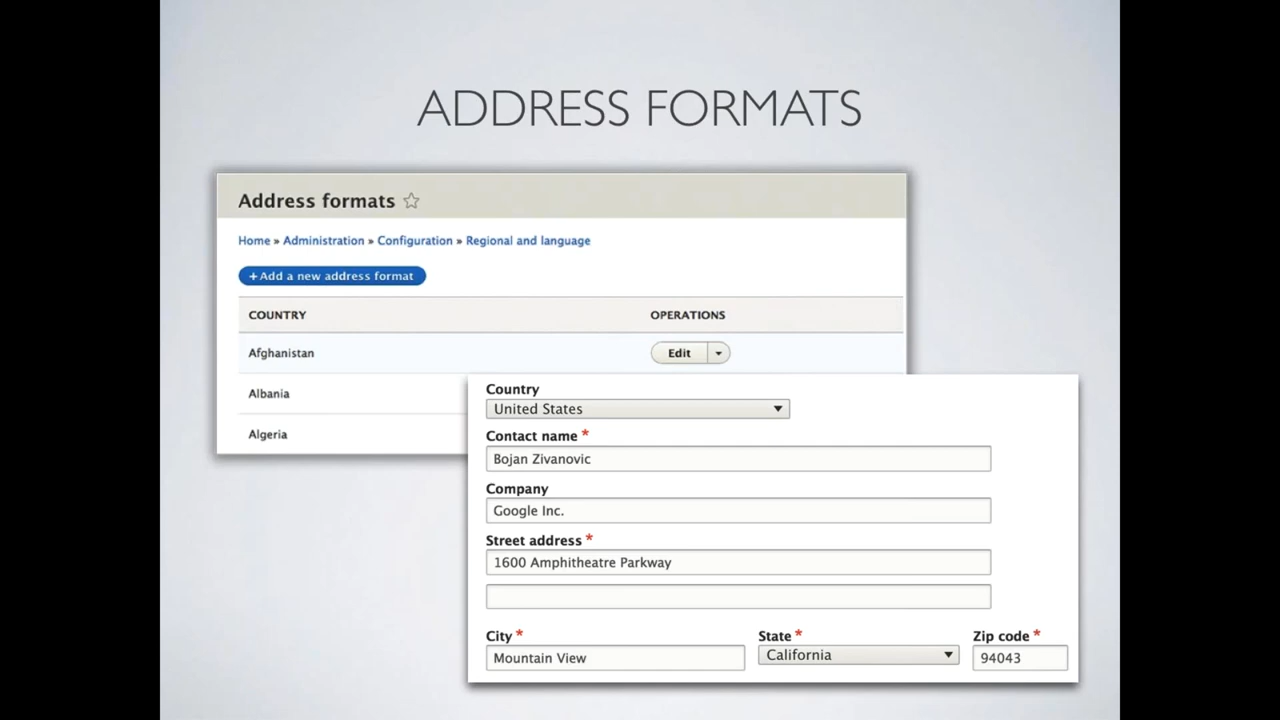 ADDRESS FORMATS
Address formats
Home » Administration » Configuration » Regional and language
+ Add a new address format
COUNTRY OPERATIONS
Afghanistan Edit
Albania
Algeria
Country
United States
Contact name *
Bojan Zivanovic
Company
Google Inc.
Street address *
1600 Amphitheatre Parkway
City * State * Zip code *
Mountain View California 94043